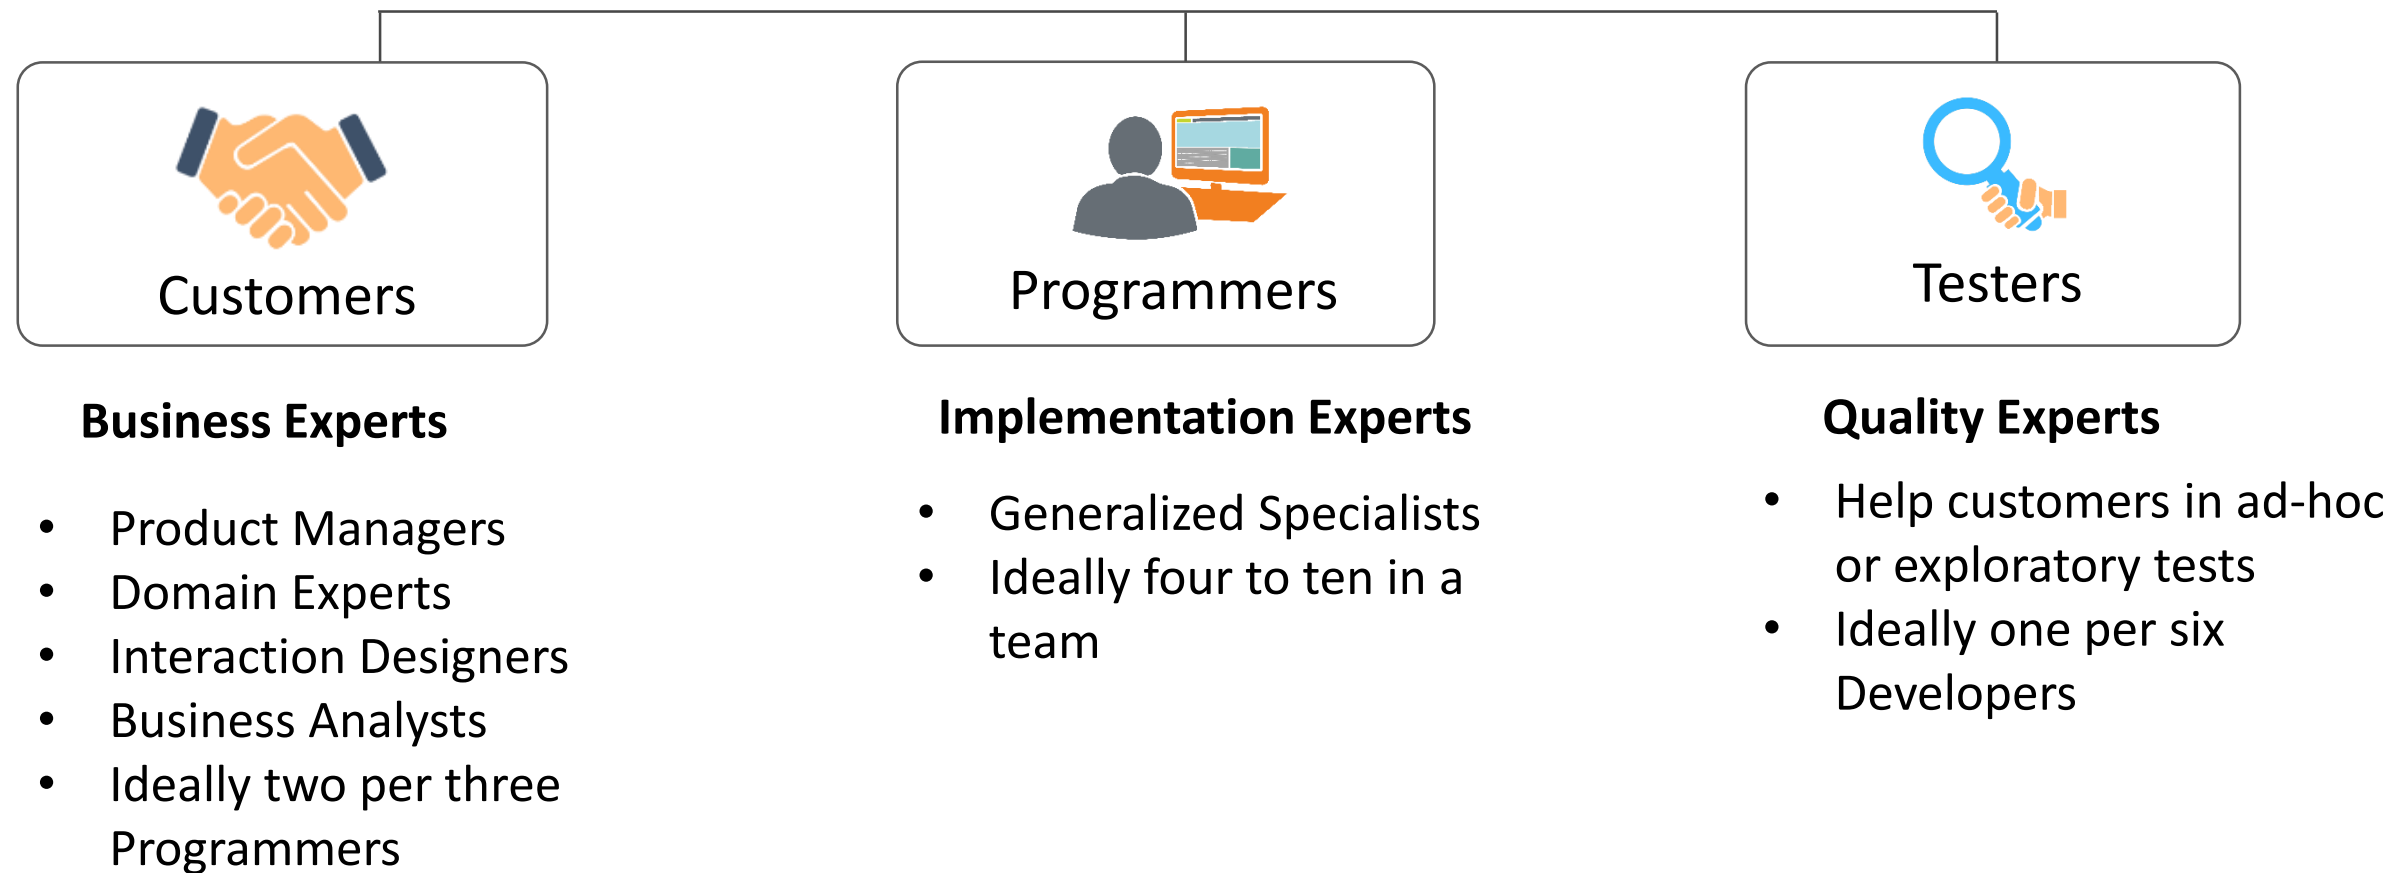 Customers
Business Experts
• Product Managers
• Domain Experts
• Interaction Designers
• Business Analysts
• Ideally two per three
Programmers
Programmers
Implementation Experts
• Generalized Specialists
• Ideally four to ten in a
team
Testers
Quality Experts
• Help customers in ad-hoc
or exploratory tests
• Ideally one per six
Developers